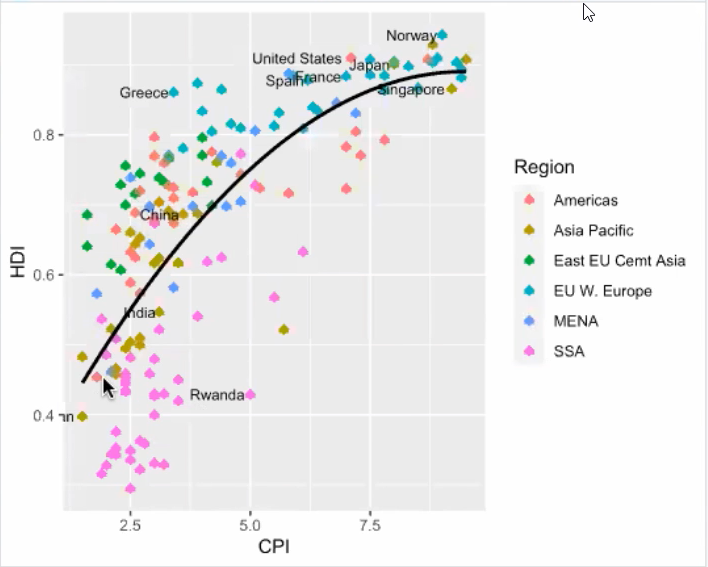 Norway
United States
Japan
Spain
France
Greece
Singapore
0.8
China
HDI
0.6
India
Rwanda
0.4
2.5
5.0
7.5
CPI
Region
Americas
Asia Pacific
East EU Cemt Asia
EU W. Europe
MENA
SSA